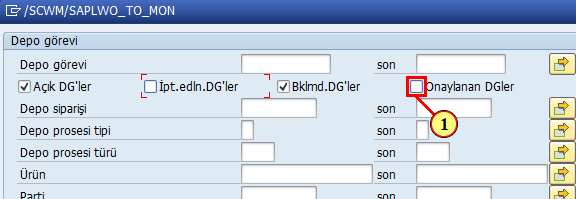 /SCWM/SAPLWO_TO_MON
Depo görevi
Depo görevi son
Açık DG'ler İpt.edln.DG'ler Bklmd.DG'ler Onaylanan DGler
1
Depo siparişi son
Depo prosesi tipi son
Depo prosesi türü son
Ürün son
Parti son